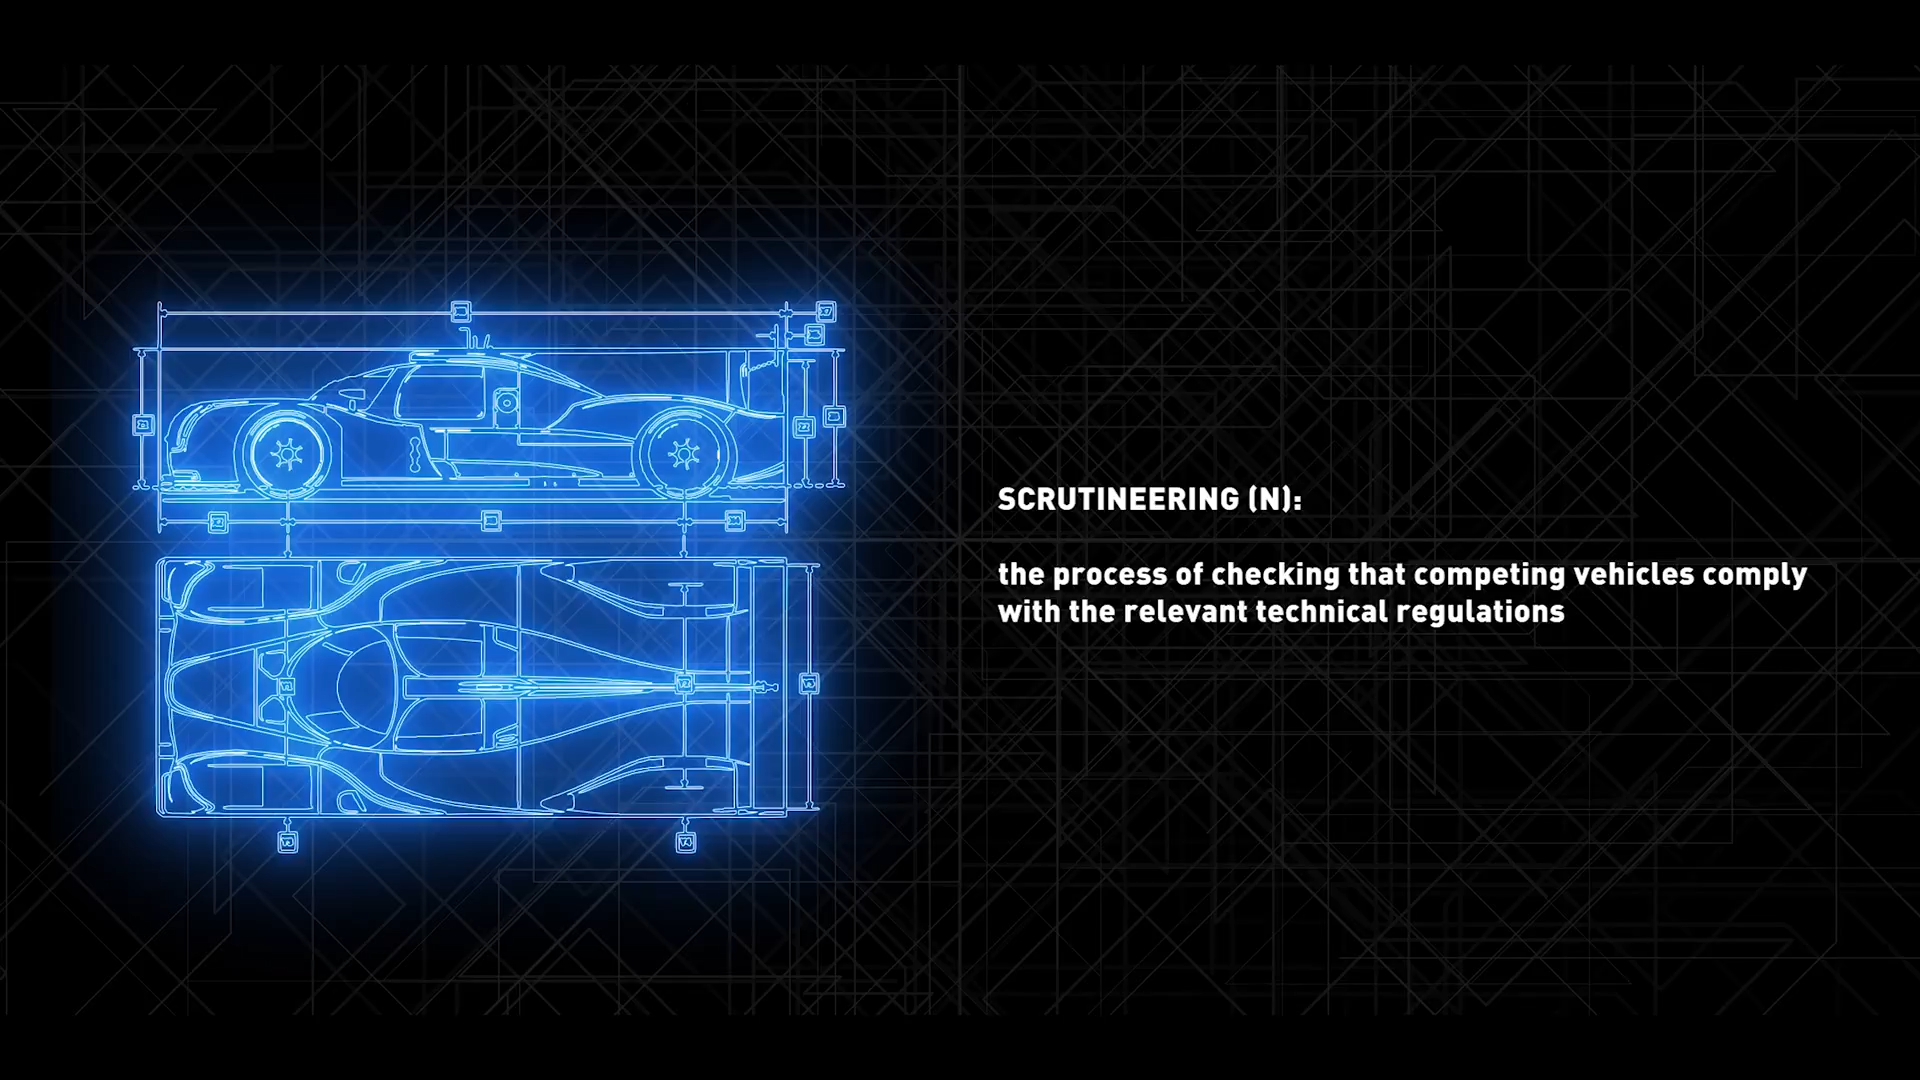 SCRUTINEERING (N):
the process of checking that competing vehicles comply
with the relevant technical regulations